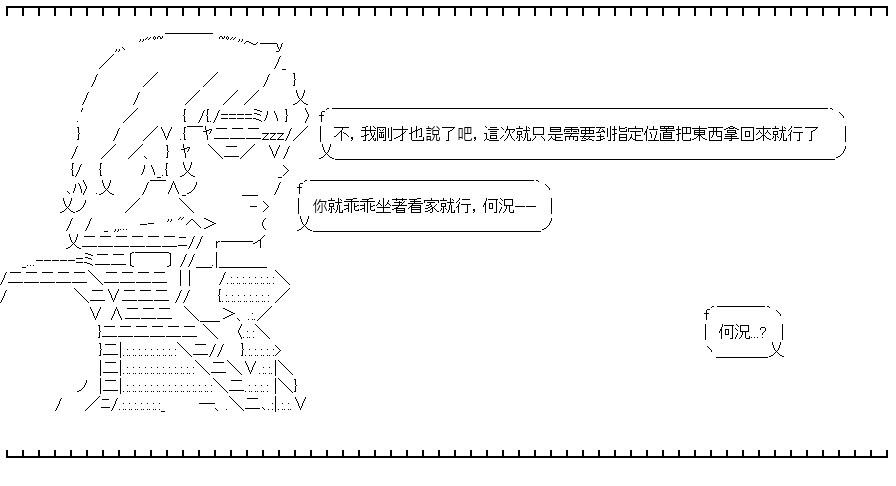 不，我剛才也說了吧，這次就只是需要到指定位置把東西拿回來就行了
你就乖乖坐著看家就行，何況──
何況...?